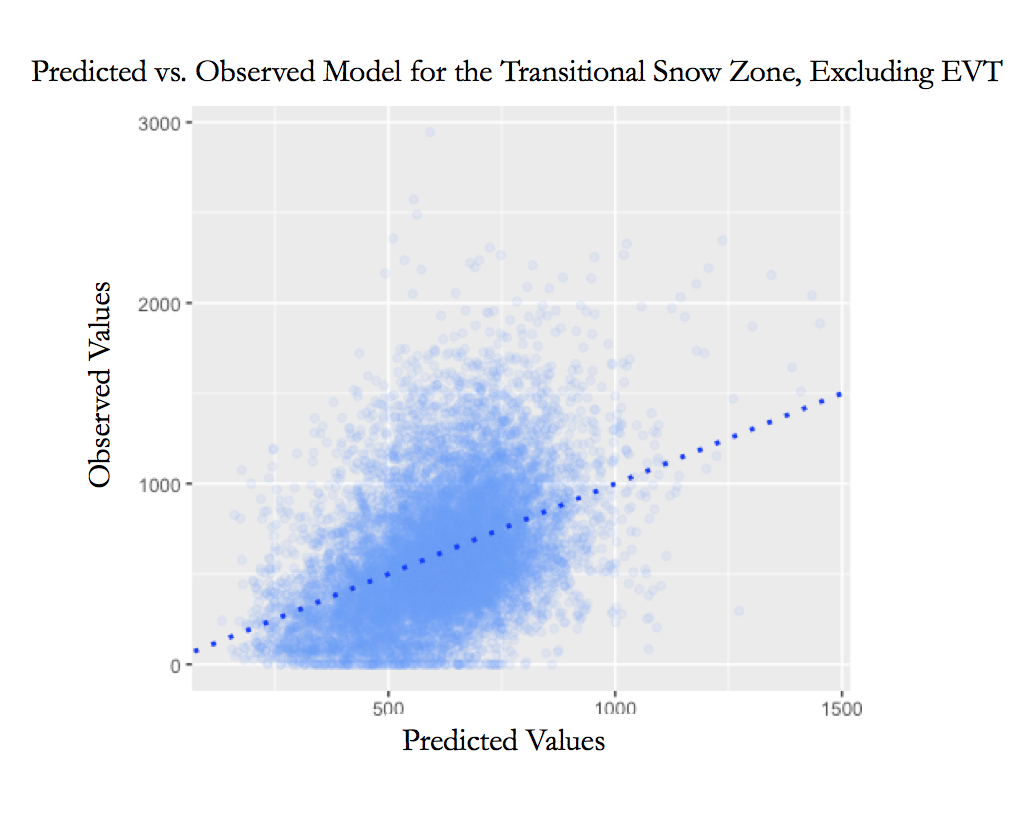 Predicted vs. Observed Model for the Transitional Snow Zone, Excluding EVT
3000
2000
1000
0
Observed Values
500
1000
1500
Predicted Values